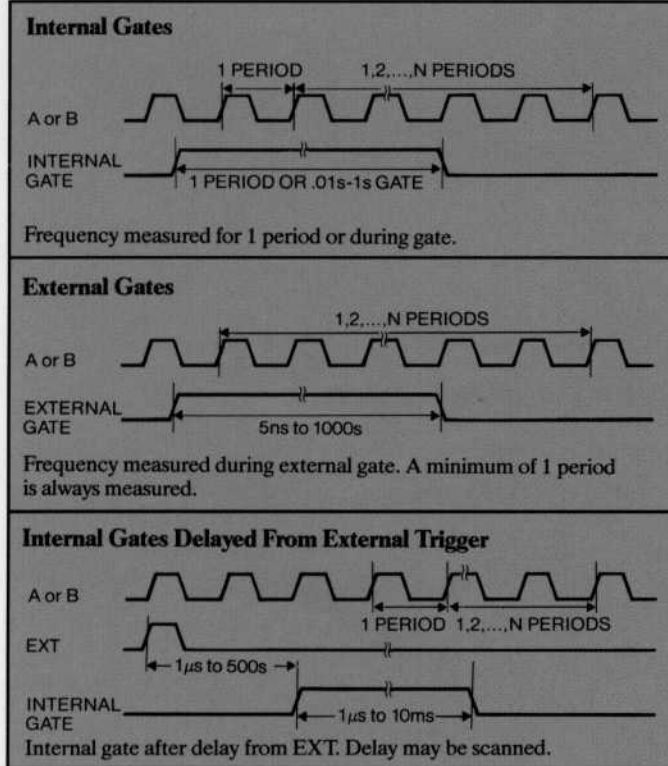 Internal Gates
1 PERIOD 1,2,...,N PERIODS
A or B
INTERNAL
GATE
1 PERIOD OR .01s-1s GATE
Frequency measured for 1 period or during gate.
External Gates
1,2,...,N PERIODS
A or B
EXTERNAL
GATE
5ns to 1000s
Frequency measured during external gate. A minimum of 1 period
is always measured.
Internal Gates Delayed From External Trigger
A or B
1 PERIOD 1,2,...,N PERIODS
EXT
1μs to 500s
INTERNAL
GATE
1μs to 10ms
Internal gate after delay from EXT. Delay may be scanned.